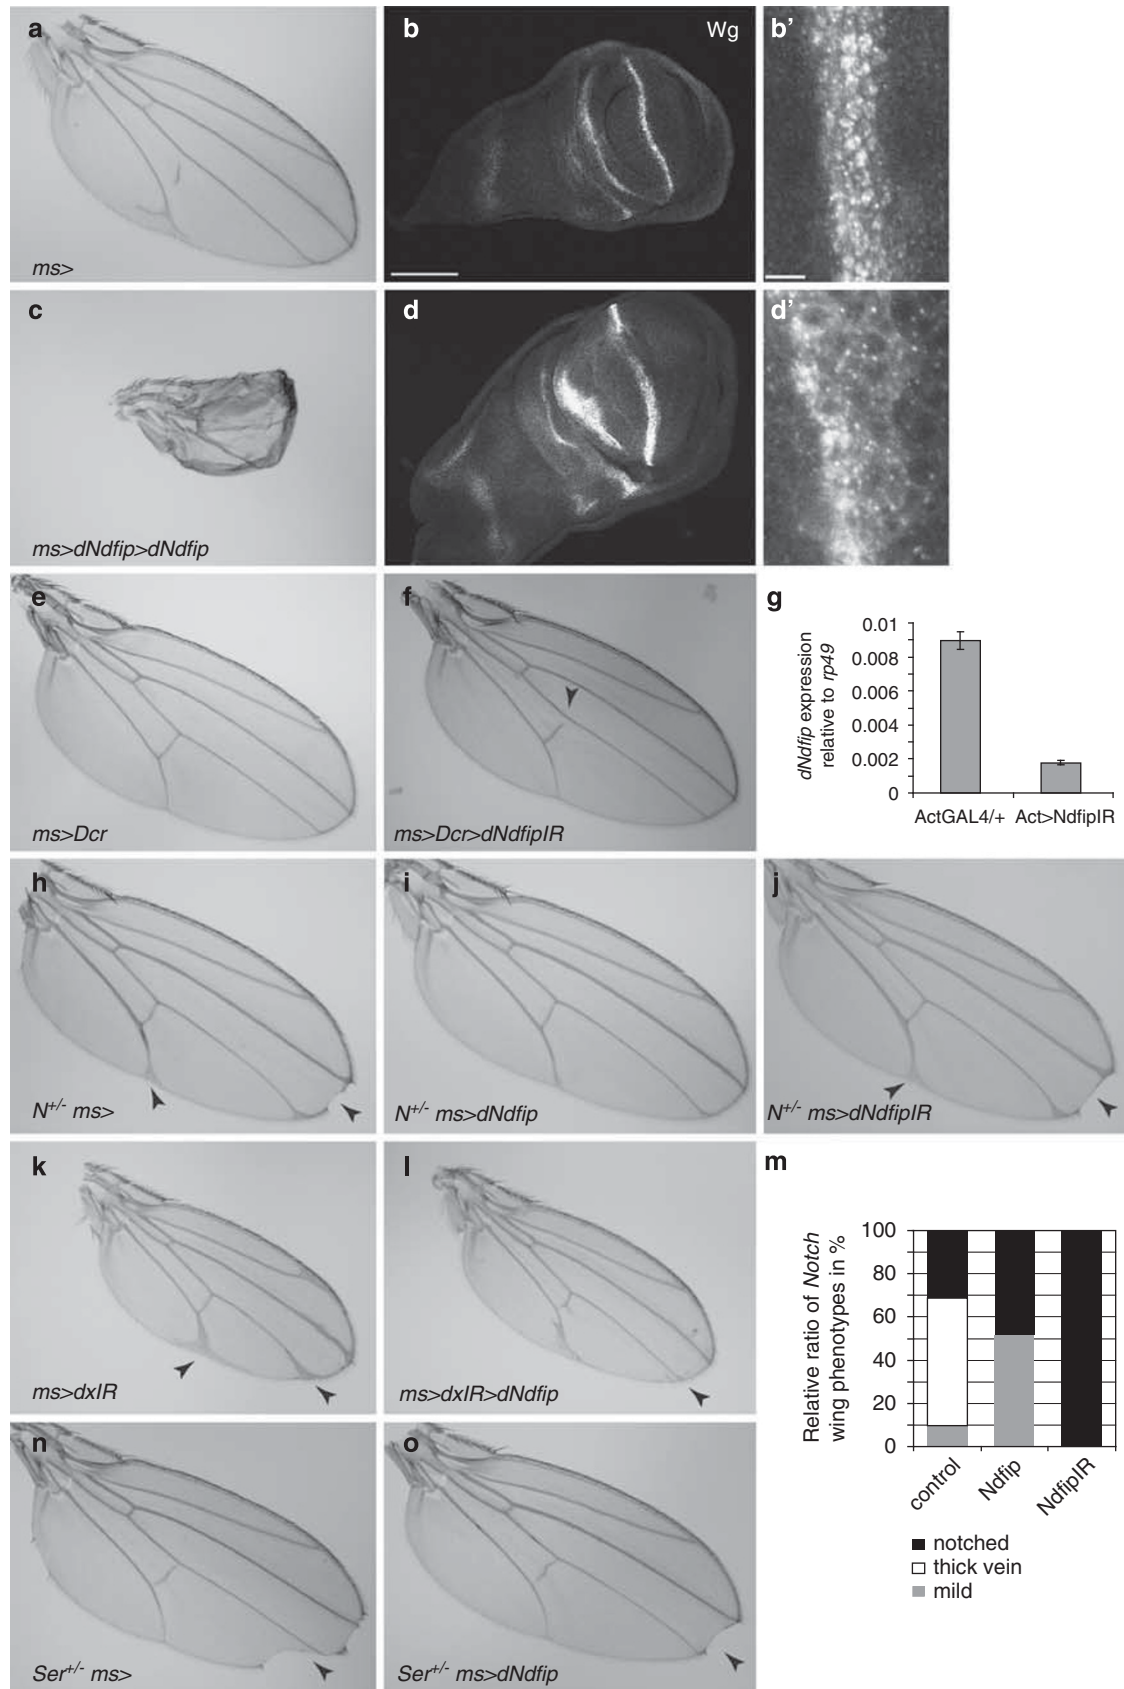 a
b
Wg
b'
ms>
c
d
d'
ms>dNdfip>dNdfip
e
f
g
dNdfip expression
relative to rp49
0.01
0.008
0.006
0.004
0.002
0
ActGAL4/+ Act>NdfipIR
ms>Dcr
ms>Dcr>dNdfipIR
h
i
j
N+/- ms>
N+/- ms>dNdfip
N+/- ms>dNdfipIR
k
l
m
ms>dxIR
ms>dxIR>dNdfip
Relative ratio of Notch
wing phenotypes in %
100
80
60
40
20
0
control
Ndfip
NdfipIR
notched
thick vein
mild
n
o
Ser+/- ms>
Ser+/- ms>dNdfip